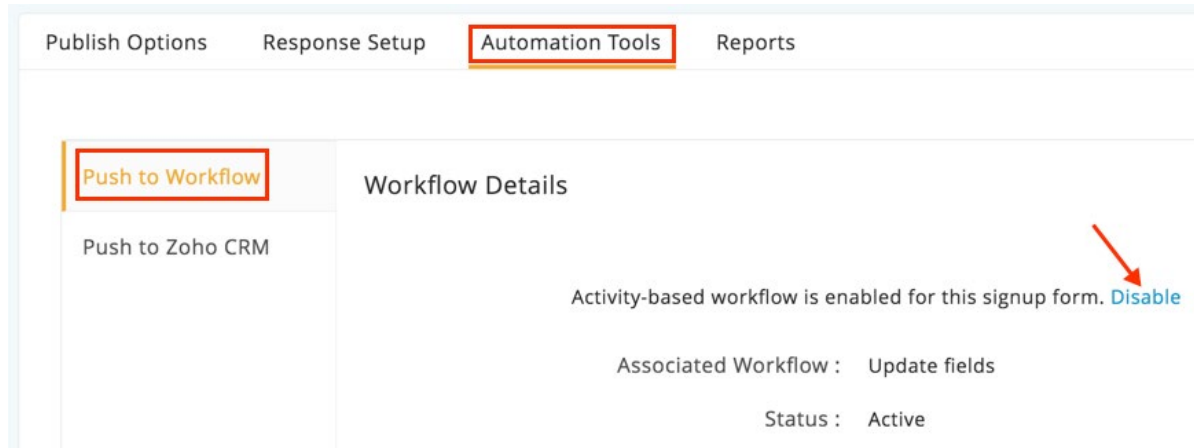 Publish Options Response Setup Automation Tools Reports
Push to Workflow
Workflow Details
Push to Zoho CRM
Activity-based workflow is enabled for this signup form. Disable
Associated Workflow : Update fields
Status : Active